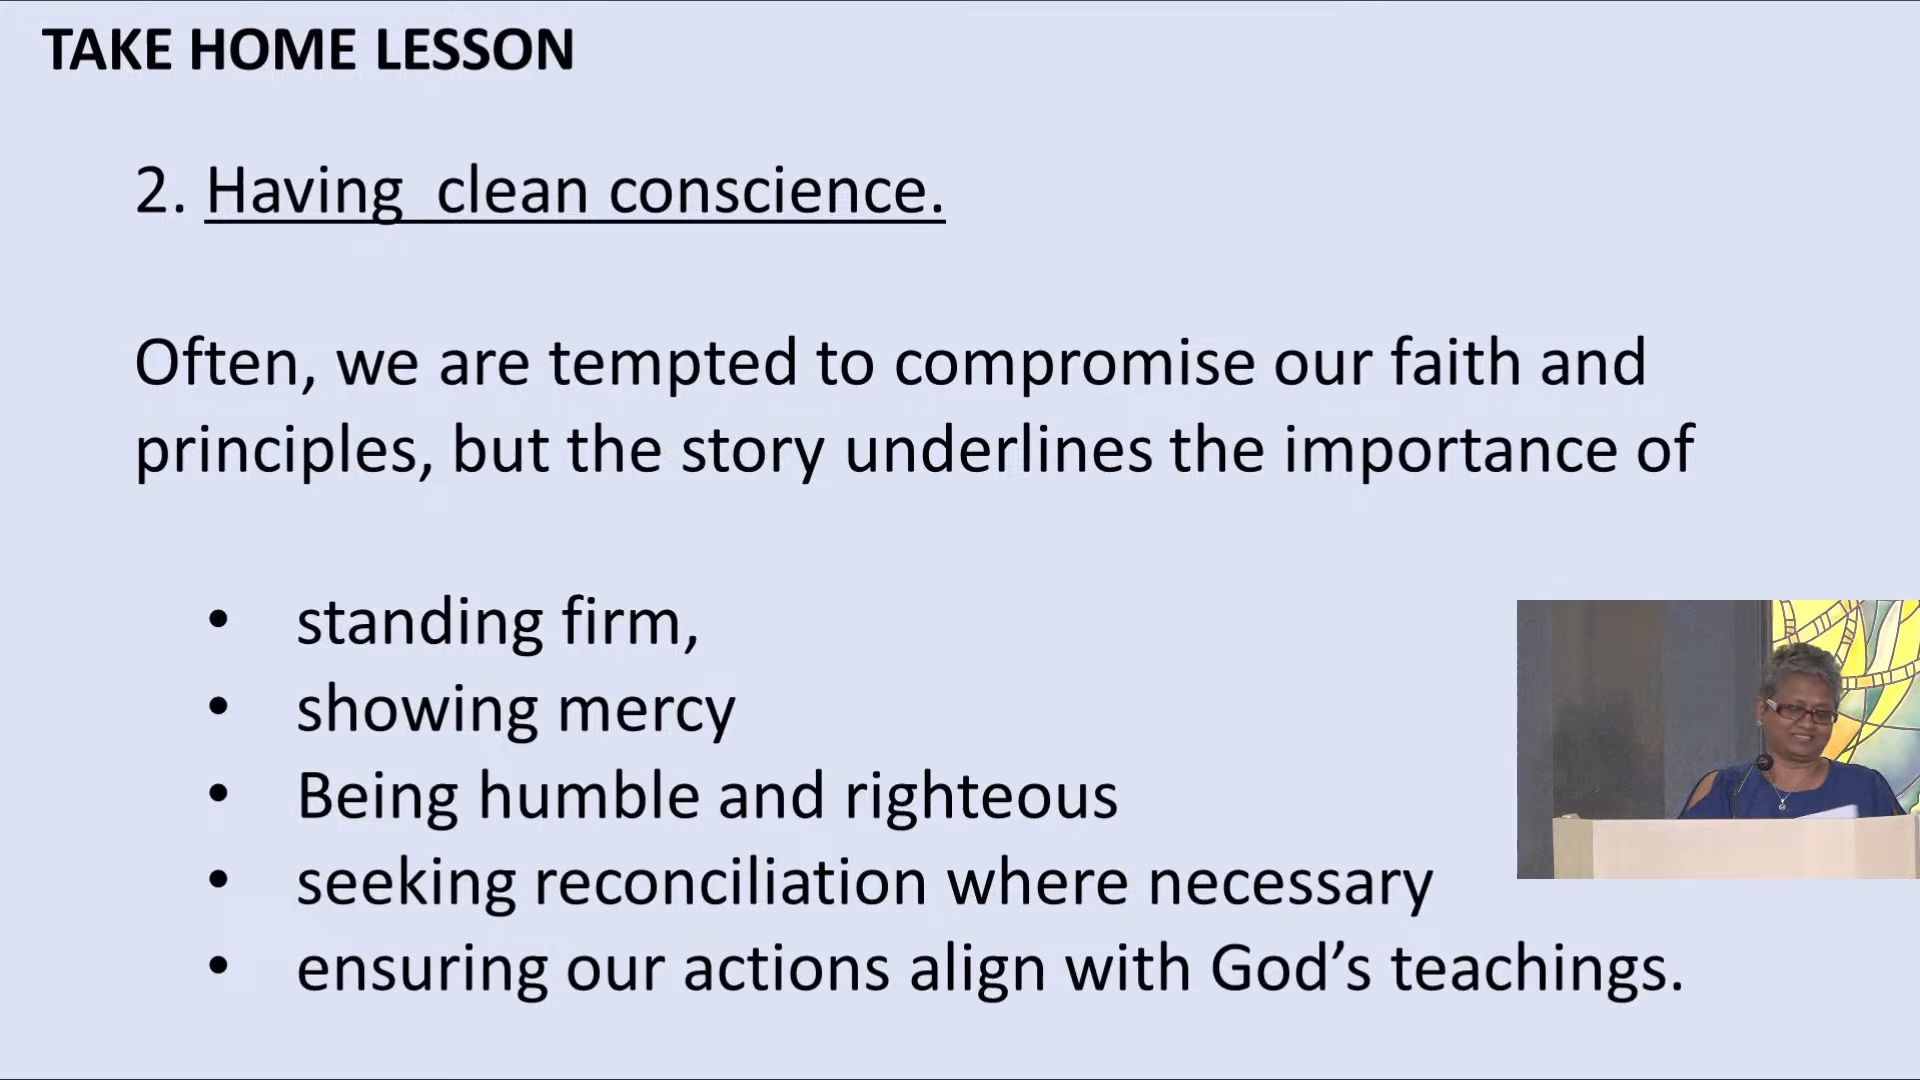 TAKE HOME LESSON
2. Having  clean conscience.
Often, we are tempted to compromise our faith and
principles, but the story underlines the importance of
• standing firm,
• showing mercy
• Being humble and righteous
• seeking reconciliation where necessary
• ensuring our actions align with God’s teachings.